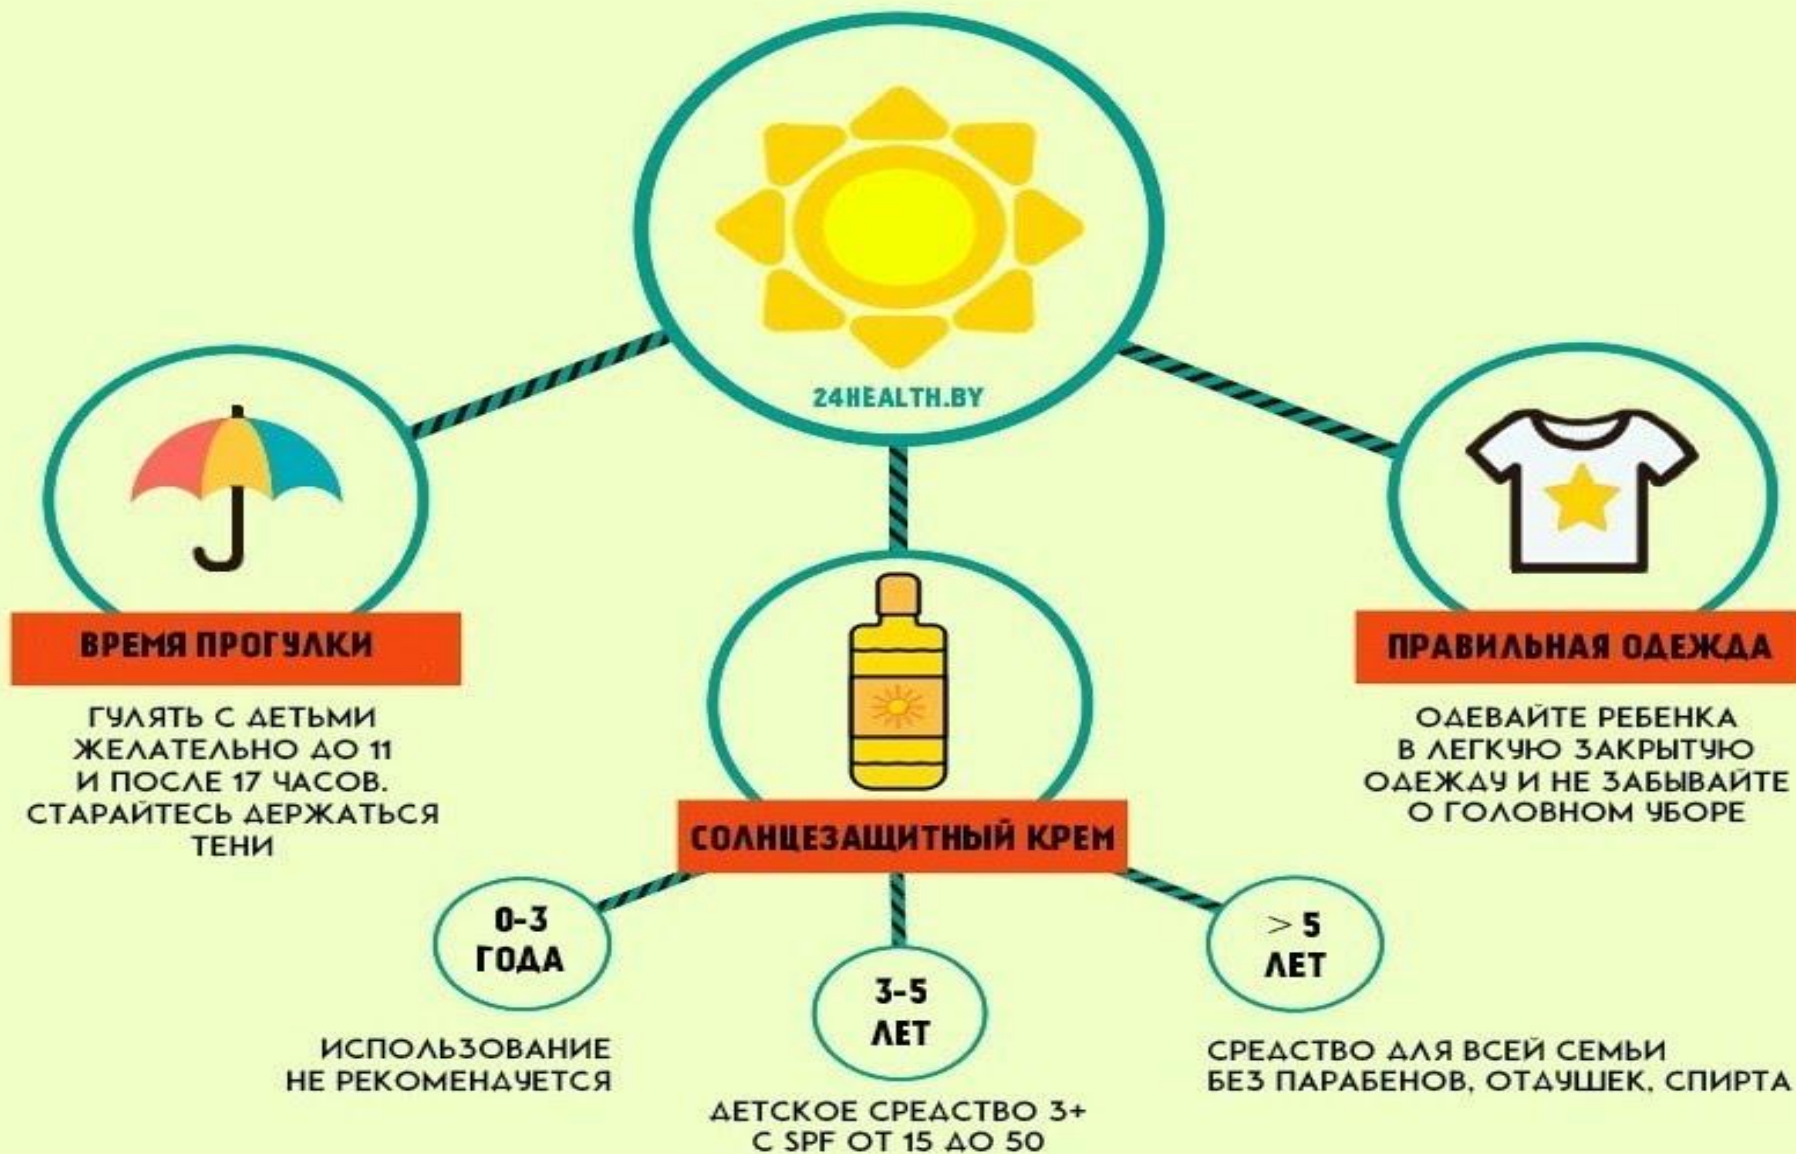 24HEALTH.BY
ВРЕМЯ ПРОГУЛКИ
ГУЛЯТЬ С ДЕТЬМИ
ЖЕЛАТЕЛЬНО ДО 11
И ПОСЛЕ 17 ЧАСОВ.
СТАРАЙТЕСЬ ДЕРЖАТЬСЯ
ТЕНИ
СОЛНЦЕЗАЩИТНЫЙ КРЕМ
0-3
ГОДА
ИСПОЛЬЗОВАНИЕ
НЕ РЕКОМЕНДУЕТСЯ
3-5
ЛЕТ
ДЕТСКОЕ СРЕДСТВО 3+
С SPF ОТ 15 ДО 50
> 5
ЛЕТ
СРЕДСТВО ДЛЯ ВСЕЙ СЕМЬИ
БЕЗ ПАРАБЕНОВ, ОТДУШЕК, СПИРТА
ПРАВИЛЬНАЯ ОДЕЖДА
ОДЕВАЙТЕ РЕБЕНКА
В ЛЕГКУЮ ЗАКРЫТУЮ
ОДЕЖДУ И НЕ ЗАБЫВАЙТЕ
О ГОЛОВНОМ УБОРЕ